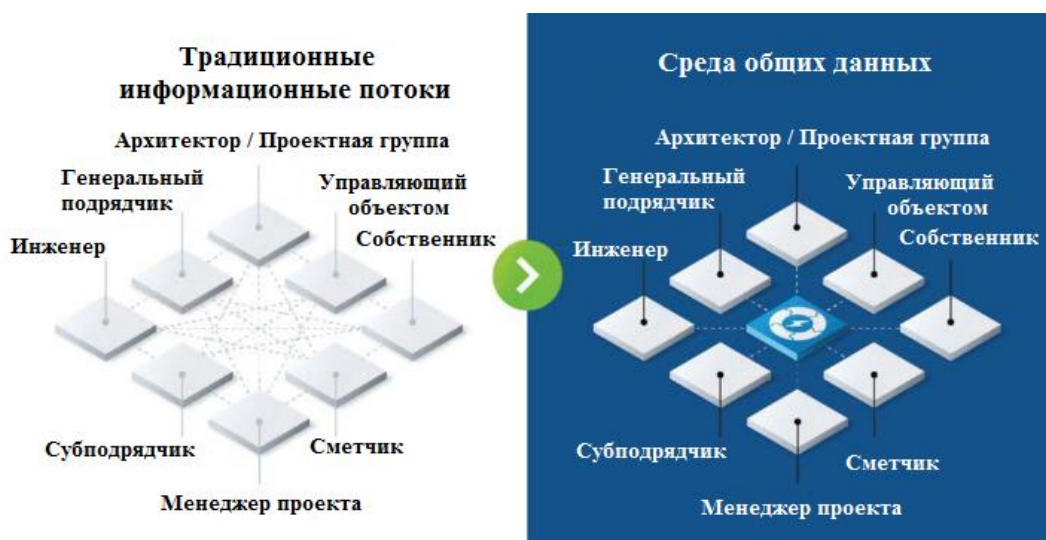 Традиционные
информационные потоки
Архитектор / Проектная группа
Генеральный
подрядчик
Управляющий
объектом
Инженер
Собственник
Субподрядчик
Сметчик
Менеджер проекта
Среда общих данных
Архитектор / Проектная группа
Генеральный
подрядчик
Управляющий
объектом
Инженер
Собственник
Субподрядчик
Сметчик
Менеджер проекта